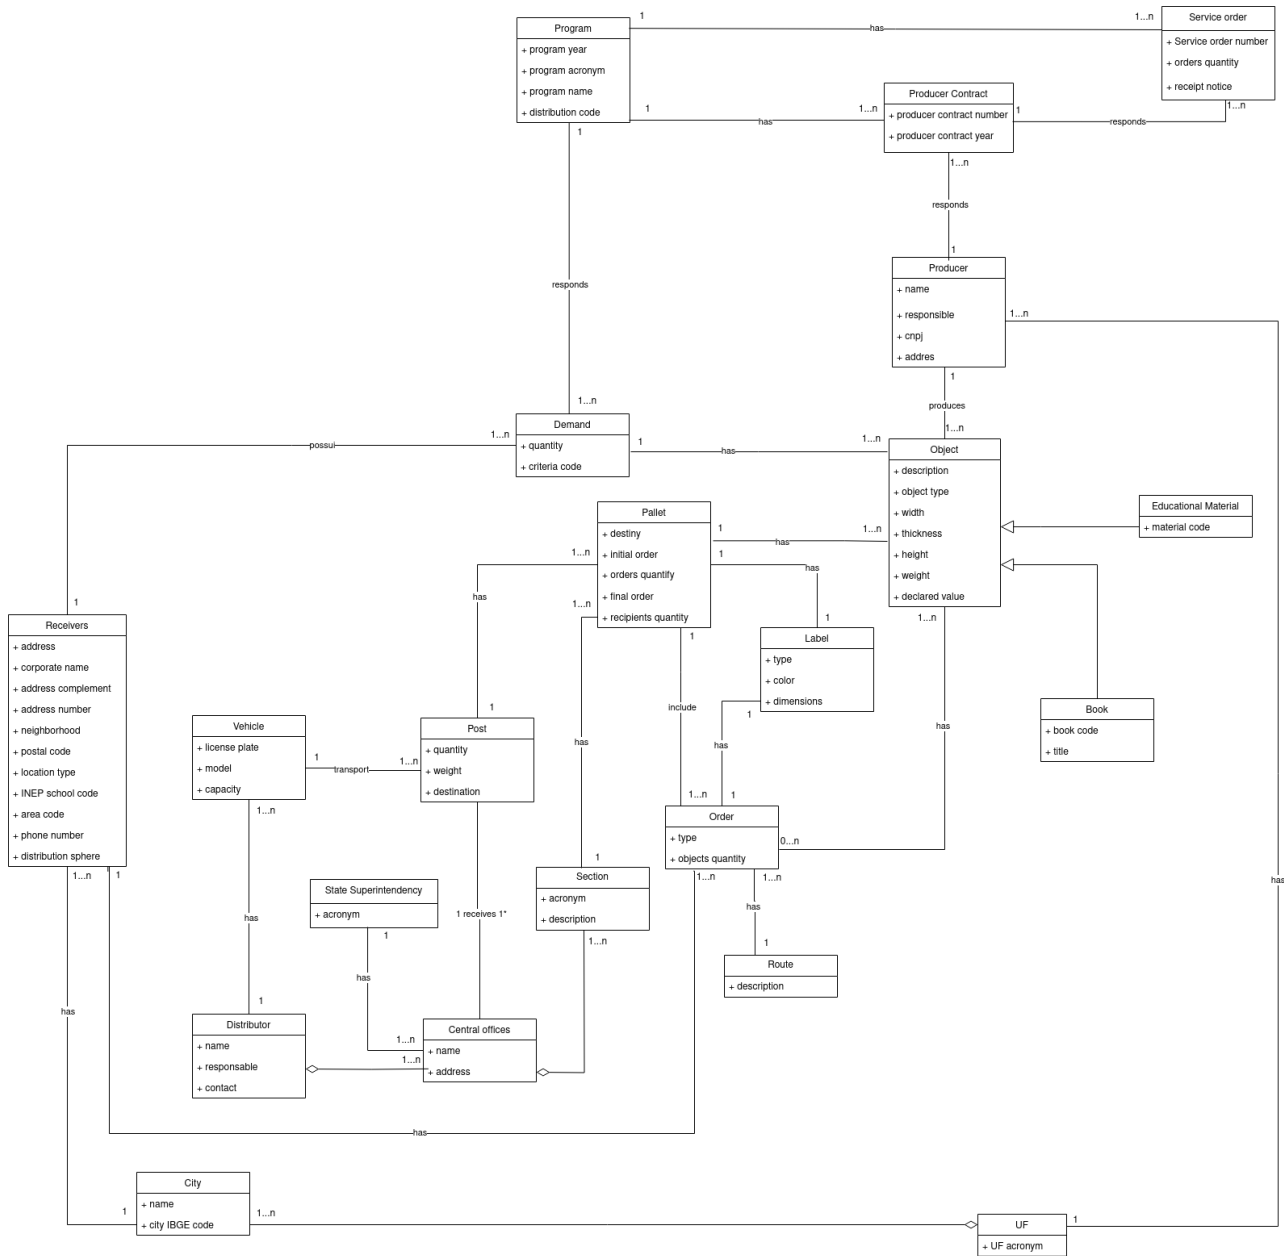 Program
+ program year
+ program acronym
+ program name
+ distribution code
1
has
1...n
Service order
+ Service order number
+ orders quantity
+ receipt notice
1
has
1...n
Producer Contract
+ producer contract number
+ producer contract year
1
responds
1...n
1...n
responds
1
Producer
+ name
+ responsible
+ cnpj
+ addres
1...n
1
produces
1...n
1
responds
1...n
Demand
+ quantity
+ criteria code
1...n
possui
1
1
has
1...n
Object
+ description
+ object type
+ width
+ thickness
+ height
+ weight
+ declared value
Educational Material
+ material code
Book
+ book code
+ title
Pallet
+ destiny
+ initial order
+ orders quantify
+ final order
+ recipients quantity
1
has
1...n
1
has
1
1...n
has
1
1...n
has
1
1
include
1...n
Label
+ type
+ color
+ dimensions
1
has
1
1...n
has
0...n
Receivers
+ address
+ corporate name
+ address complement
+ address number
+ neighborhood
+ postal code
+ location type
+ INEP school code
+ area code
+ phone number
+ distribution sphere
1...n
1
Vehicle
+ license plate
+ model
+ capacity
1
transport
1...n
Post
+ quantity
+ weight
+ destination
1...n
has
1
Order
+ type
+ objects quantity
1...n
1...n
has
1
Route
+ description
Section
+ acronym
+ description
1...n
State Superintendency
+ acronym
1
has
1...n
1 receives 1*
Distributor
+ name
+ responsable
+ contact
1...n
Central offices
+ name
+ address
has
has
has
City
+ name
+ city IBGE code
1
1...n
UF
+ UF acronym
1
has